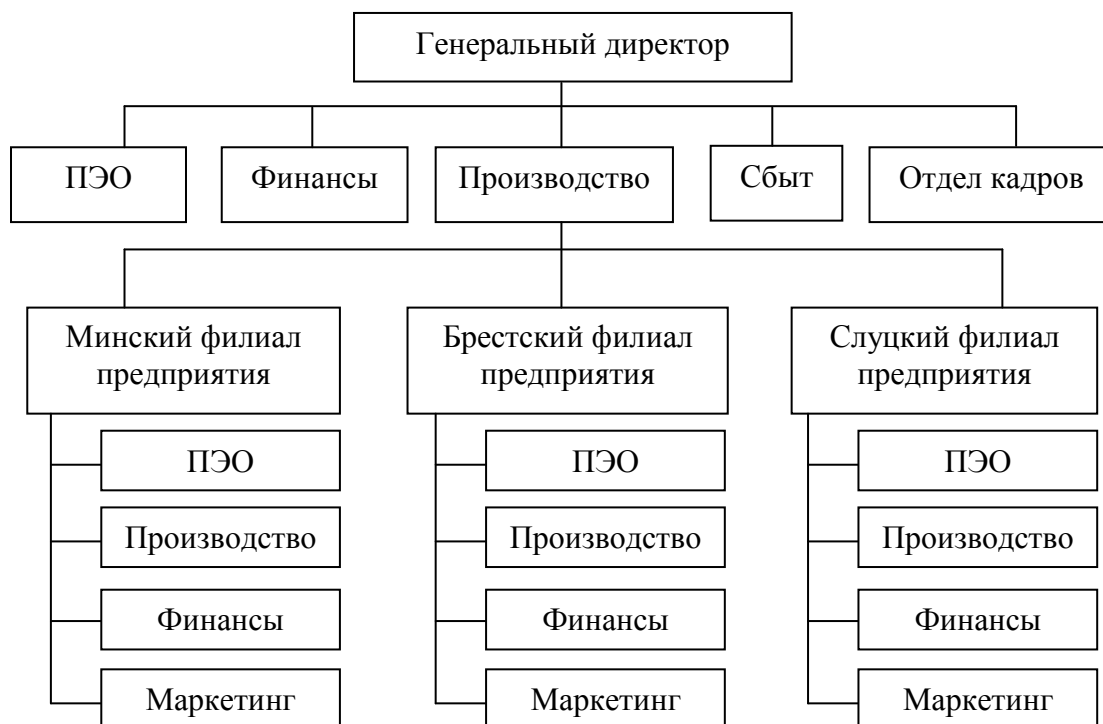 Генеральный директор
ПЭО
Финансы
Производство
Сбыт
Отдел кадров
Минский филиал
предприятия
Брестский филиал
предприятия
Слуцкий филиал
предприятия
ПЭО
ПЭО
ПЭО
Производство
Производство
Производство
Финансы
Финансы
Финансы
Маркетинг
Маркетинг
Маркетинг